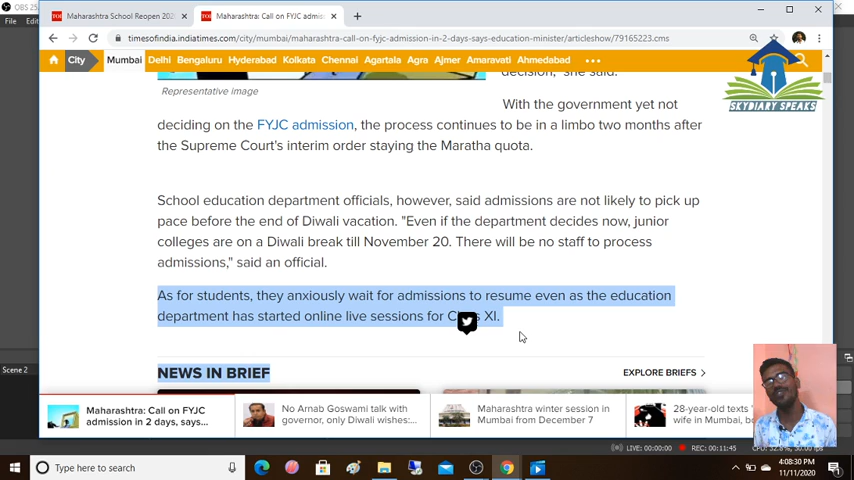 OBS 25
File
Edi
Maharashtra School Reopen 202
Maharashtra: Call on FYJC admis
timesofindia.indiatimes.com/city/mumbai/maharashtra-call-on-fyjc-admission-in-2-days-says-education-minister/articleshow/79165223.cms
City
Mumbai
Delhi
Bengaluru
Hyderabad
Kolkata
Chennai
Agartala
Agra
Ajmer
Amaravati
Ahmedabad
SKYDIARY SPEAKS
decision," she said.
Representative image
With the government yet not
deciding on the FYJC admission, the process continues to be in a limbo two months after
the Supreme Court's interim order staying the Maratha quota.
School education department officials, however, said admissions are not likely to pick up
pace before the end of Diwali vacation. "Even if the department decides now, junior
colleges are on a Diwali break till November 20. There will be no staff to process
admissions," said an official.
As for students, they anxiously wait for admissions to resume even as the education
department has started online live sessions for C s XI.
NEWS IN BRIEF
EXPLORE BRIEFS
Scene 2
Maharashtra: Call on FYJC
admission in 2 days, says...
No Arnab Goswami talk with
governor, only Diwali wishes:...
Maharashtra winter session in
Mumbai from December 7
28-year-old texts
wife in Mumbai, bo
LIVE: 00:00:00
REC: 00:11:45
CPU: 32.8%, 30.00 fps
Type here to search
4:08:30 PM
11/11/2020